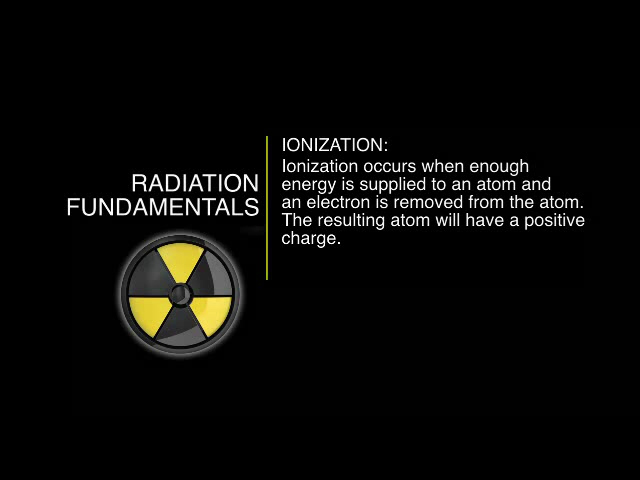 RADIATION
FUNDAMENTALS
IONIZATION:
Ionization occurs when enough
energy is supplied to an atom and
an electron is removed from the atom.
The resulting atom will have a positive
charge.